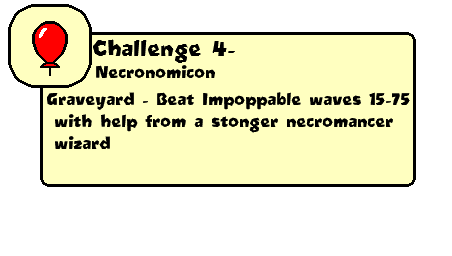 Challenge 4-
Necronomicon
Graveyard - Beat Impoppable waves 15-75
with help from a stonger necromancer
wizard